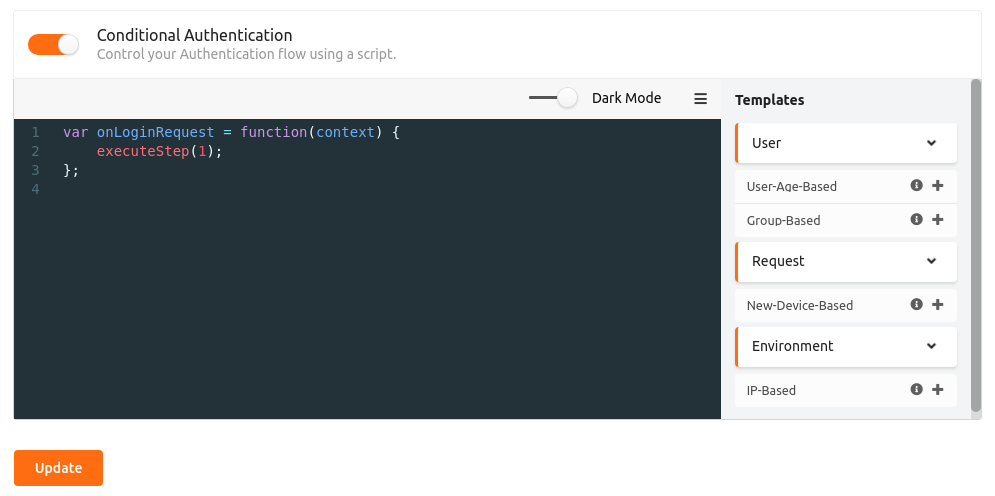 Conditional Authentication
Control your Authentication flow using a script.
Dark Mode
1 var onLoginRequest = function(context) {
2 executeStep(1);
3 };
4
Templates
User
User-Age-Based
Group-Based
Request
New-Device-Based
Environment
IP-Based
Update